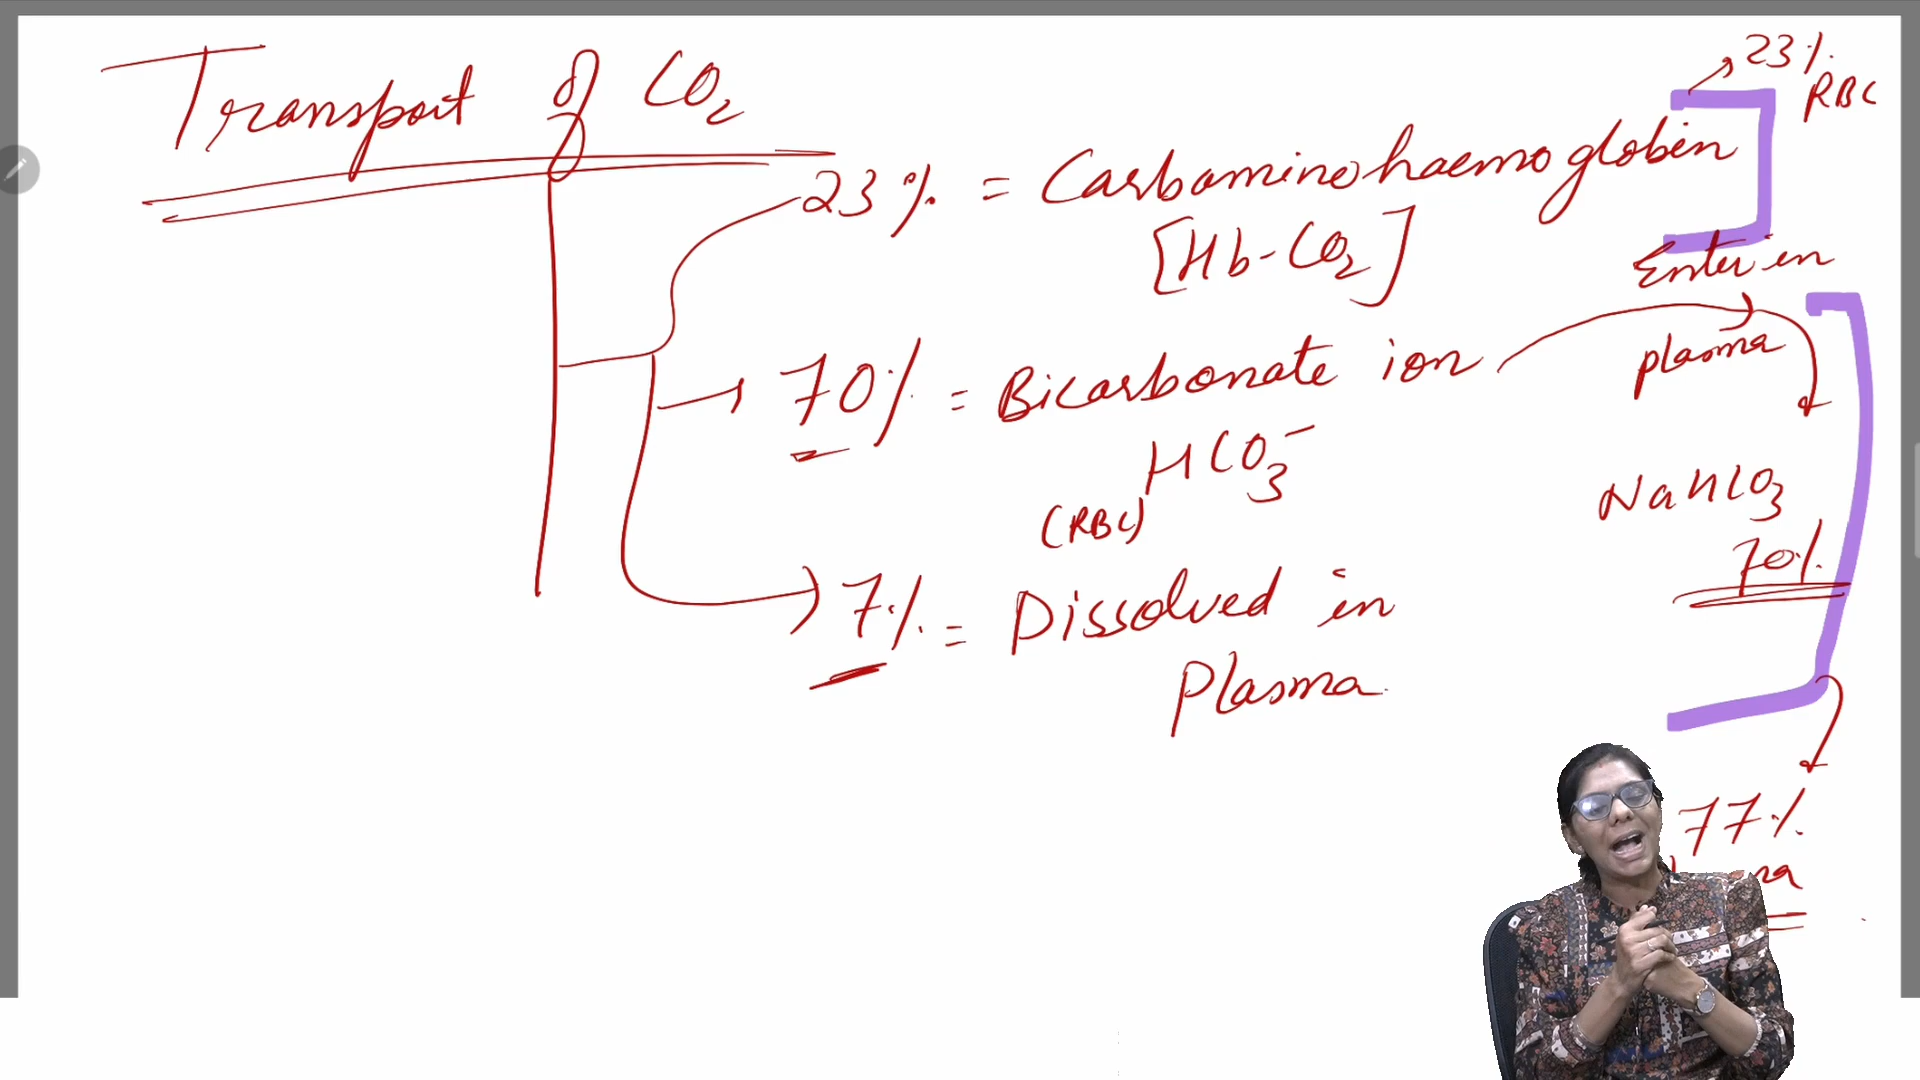 Transport of CO2
23% RBC
23% = Carbaminohaemoglobin
[Hb-CO2]
Enter in
plasma
70% = Bicarbonate ion
HCO3-
(RBC)
NaHCO3
70%
7% = Dissolved in
Plasma
77%